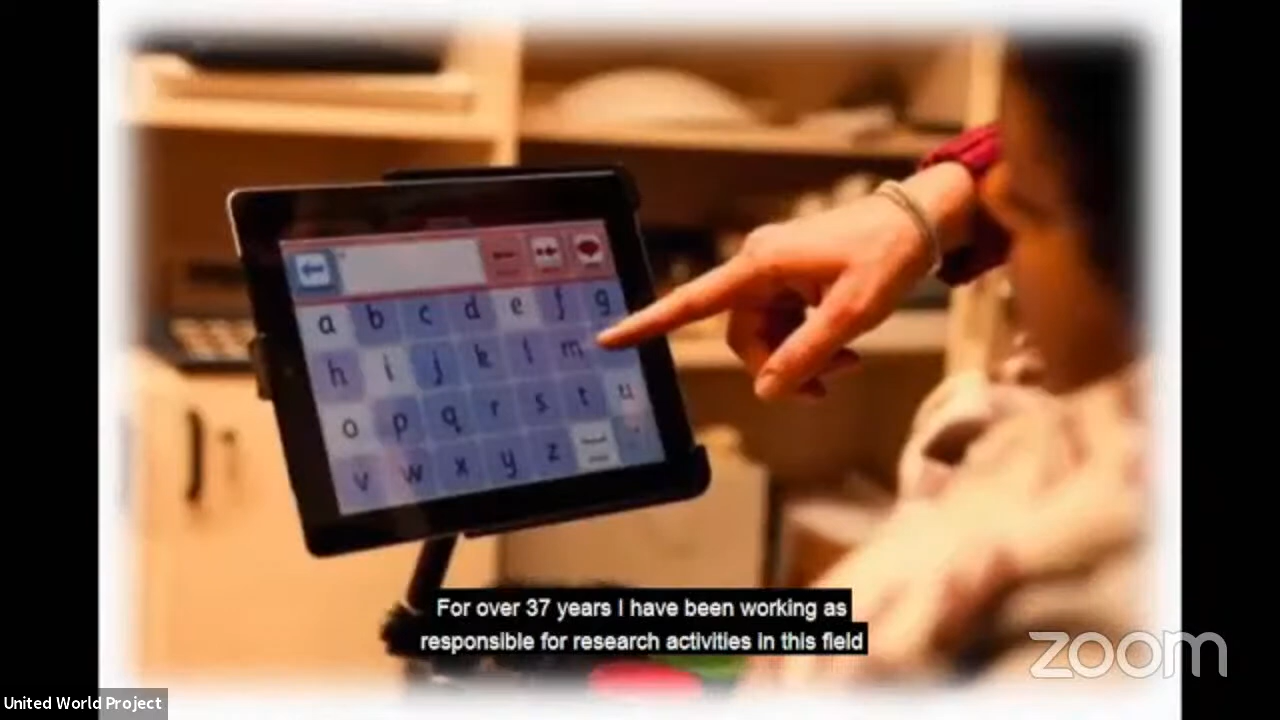 a b c d e f g
h i j k l m
o p q r s t u
v w x y z
For over 37 years I have been working as
responsible for research activities in this field
zoom
United World Project